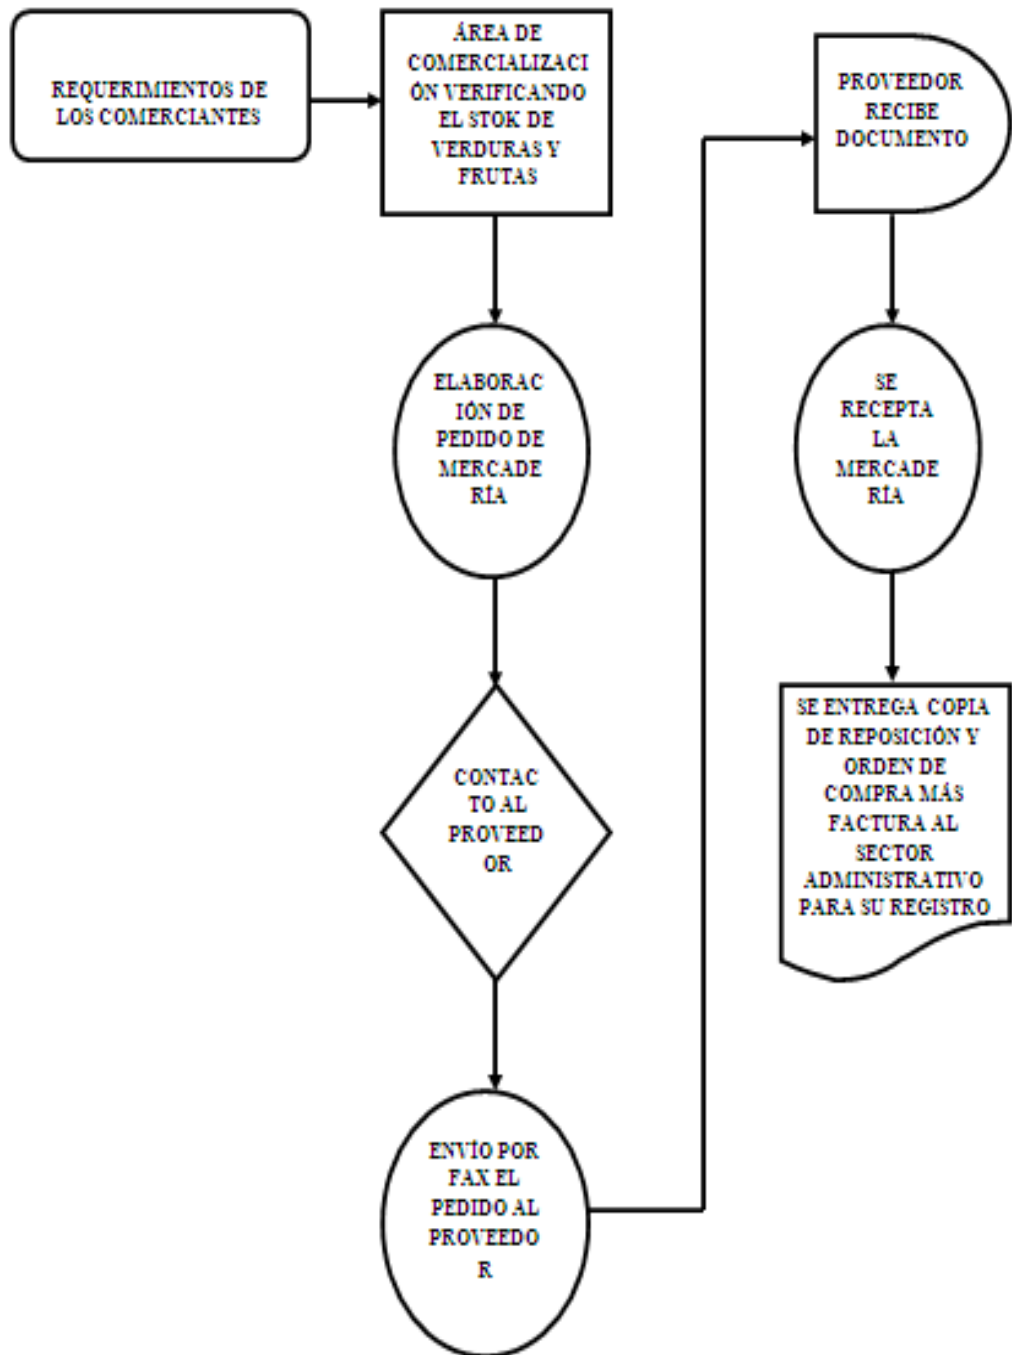 REQUERIMIENTOS DE
LOS COMERCIANTES
ÁREA DE
COMERCIALIZACI
ÓN VERIFICANDO
EL STOK DE
VERDURAS Y
FRUTAS
ELABORAC
IÓN DE
PEDIDO DE
MERCADE
RÍA
CONTAC
TO AL
PROVEED
OR
ENVÍO POR
FAX EL
PEDIDO AL
PROVEEDO
R
PROVEEDOR
RECIBE
DOCUMENTO
SE
RECEPTA
LA
MERCADE
RÍA
SE ENTREGA COPIA
DE REPOSICIÓN Y
ORDEN DE
COMPRA MÁS
FACTURA AL
SECTOR
ADMINISTRATIVO
PARA SU REGISTRO